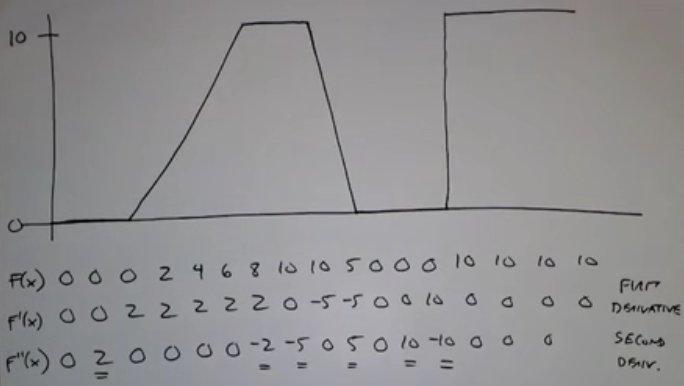 10
0
F(x) 0 0 0 2 4 6 8 10 10 5 0 0 0 10 10 10 10
F'(x) 0 0 2 2 2 2 2 0 -5 -5 0 0 10 0 0 0 0 FIRST DERIVATIVE
F"(x) 0 2 0 0 0 0 -2 -5 0 5 0 10 -10 0 0 0 SECOND DERIV.